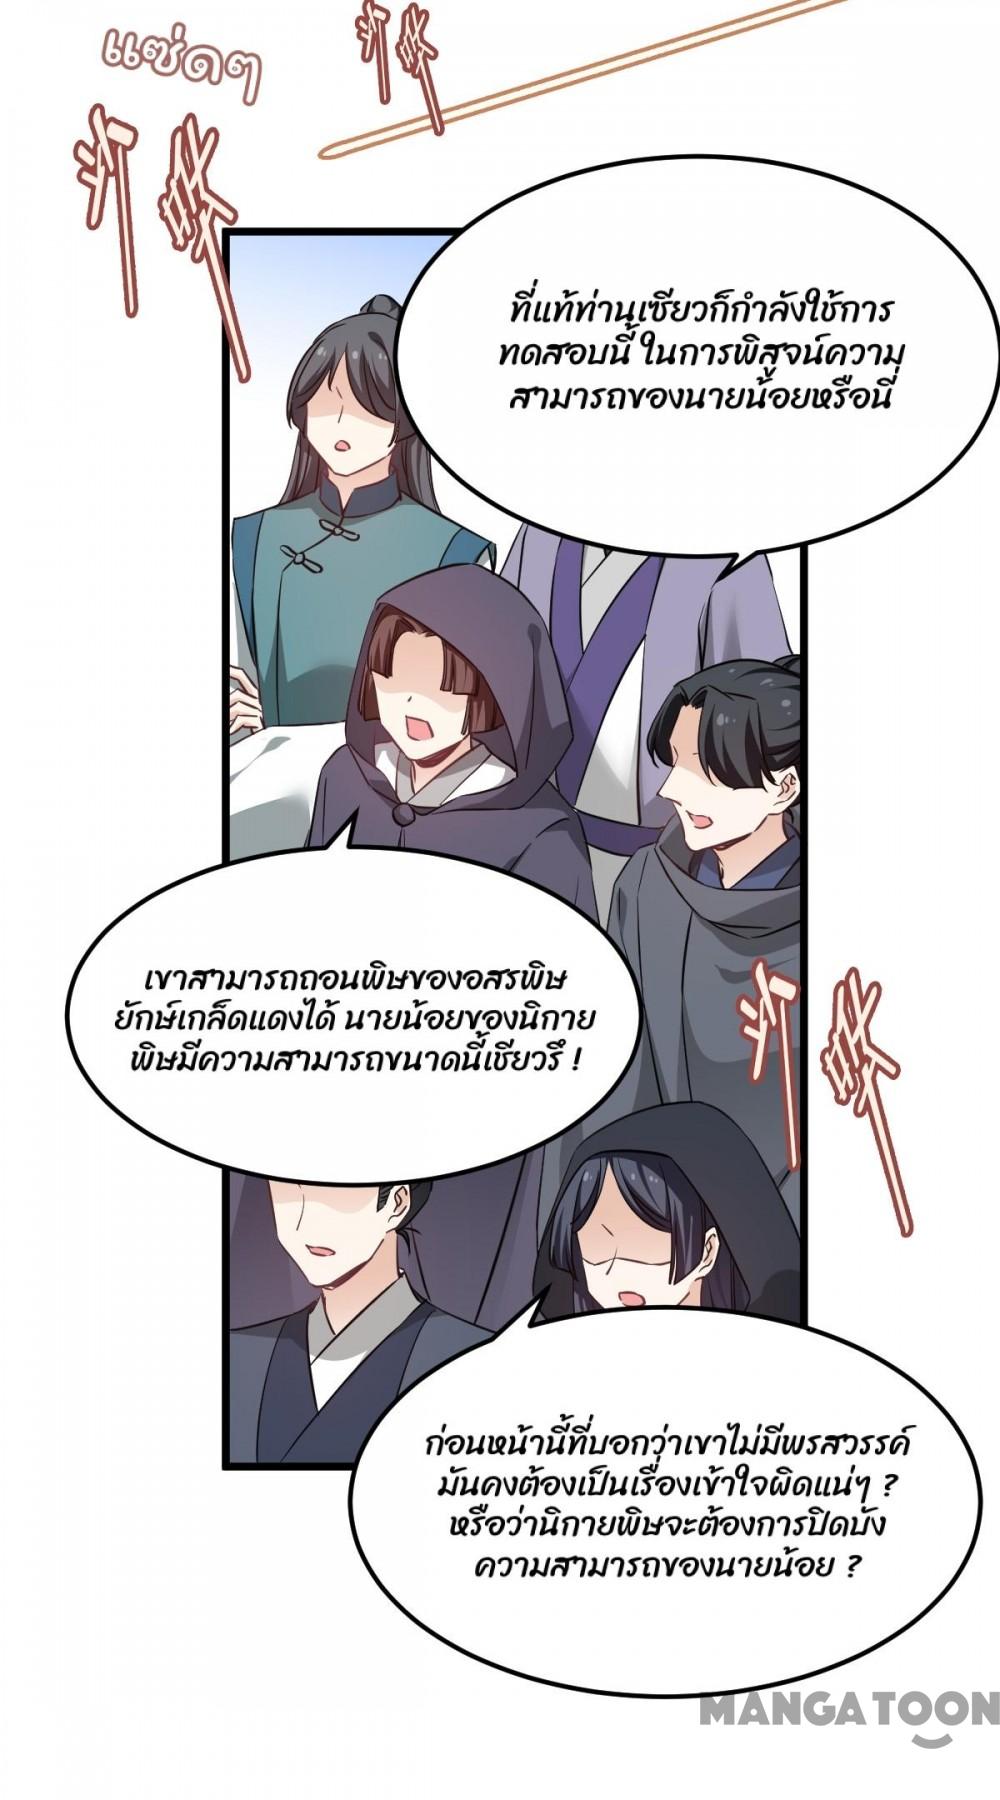 แซ่ดๆ
ที่แท้ท่านเซียวก็กำลังใช้การ
ทดสอบนี้ ในการพิสูจน์ความ
สามารถของนายน้อยหรือนี่
เขาสามารถถอนพิษของอสรพิษ
ยักษ์เกล็ดแดงได้ นายน้อยของนิกาย
พิษมีความสามารถขนาดนี้เชียวรึ !
ก่อนหน้านี้ที่บอกว่าเขาไม่มีพรสวรรค์
มันคงต้องเป็นเรื่องเข้าใจผิดแน่ๆ ?
หรือว่านิกายพิษจะต้องการปิดบัง
ความสามารถของนายน้อย ?
MANGATOON